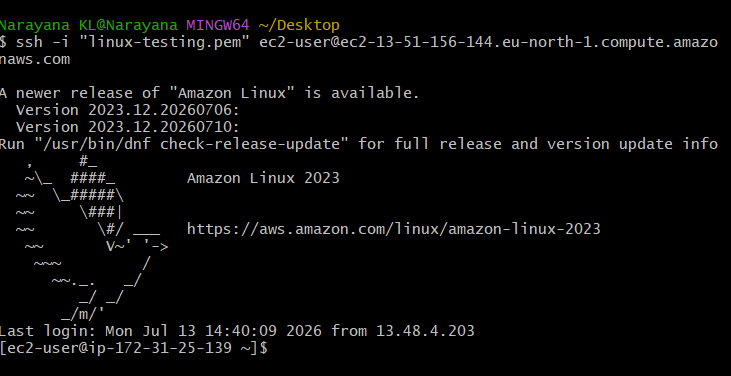 Narayana KL@Narayana MINGW64 ~/Desktop
$ ssh -i "linux-testing.pem" ec2-user@ec2-13-51-156-144.eu-north-1.compute.amazo
naws.com

A newer release of "Amazon Linux" is available.
  Version 2023.12.20260706:
  Version 2023.12.20260710:
Run "/usr/bin/dnf check-release-update" for full release and version update info
   ,     #_
   ~\_  ####_        Amazon Linux 2023
  ~~  \_#####\
  ~~     \###|
  ~~       \#/ ___   https://aws.amazon.com/linux/amazon-linux-2023
   ~~       V~' '->
    ~~~         /
      ~~._.   _/
         _/ _/
       _/m/'
Last login: Mon Jul 13 14:40:09 2026 from 13.48.4.203
[ec2-user@ip-172-31-25-139 ~]$